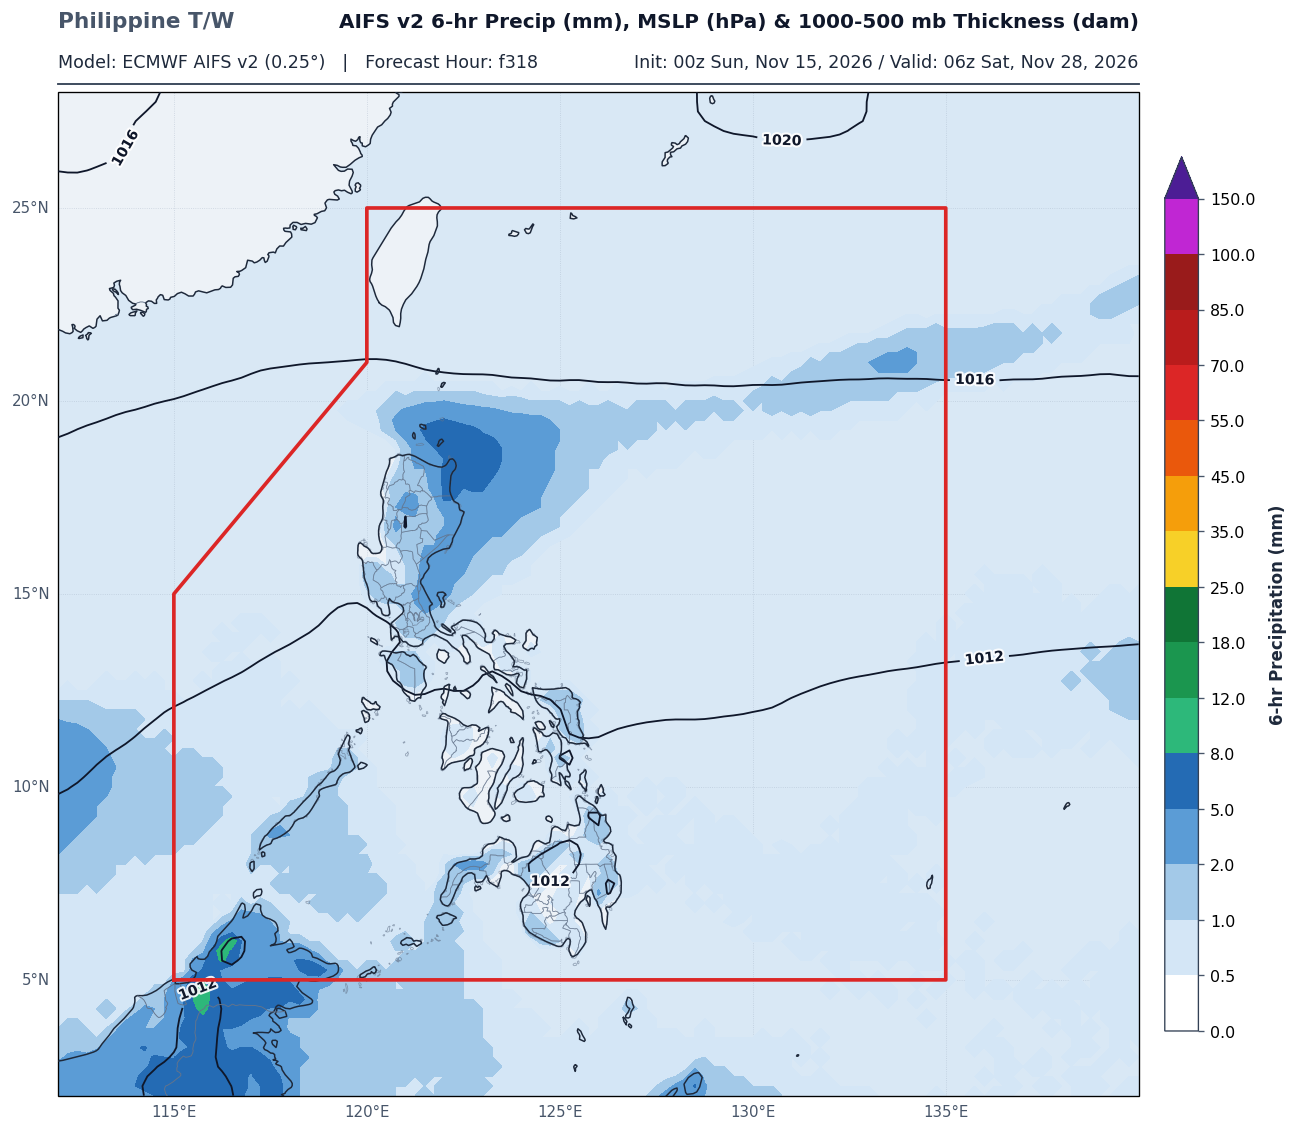 Philippine T/W
AIFS v2 6-hr Precip (mm), MSLP (hPa) & 1000-500 mb Thickness (dam)
Model: ECMWF AIFS v2 (0.25°)   |   Forecast Hour: f318
Init: 00z Sun, Nov 15, 2026 / Valid: 06z Sat, Nov 28, 2026
1016
1020
25°N
1016
20°N
15°N
1012
10°N
1012
5°N
1012
115°E
120°E
125°E
130°E
135°E
150.0
100.0
85.0
70.0
55.0
45.0
35.0
25.0
18.0
12.0
8.0
5.0
2.0
1.0
0.5
0.0
6-hr Precipitation (mm)